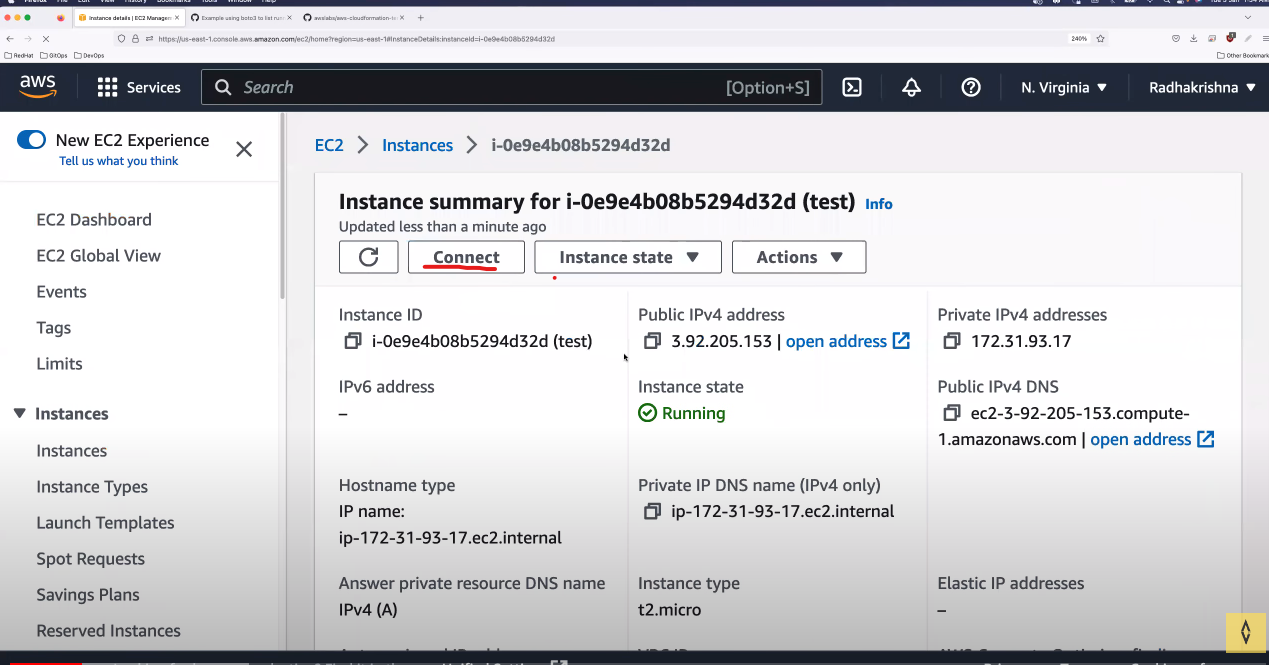 Instance details | EC2 Manager
Example using boto3 to list run
awslabs/aws-cloudformation-te
https://us-east-1.console.aws.amazon.com/ec2/home?region=us-east-1#InstanceDetails:instanceId=i-0e9e4b08b5294d32d
240%
RedHat
GitOps
DevOps
Other Bookmark
aws
Services
Search
[Option+S]
N. Virginia
Radhakrishna
New EC2 Experience
Tell us what you think
EC2 Dashboard
EC2 Global View
Events
Tags
Limits
Instances
Instances
Instance Types
Launch Templates
Spot Requests
Savings Plans
Reserved Instances
EC2
Instances
i-0e9e4b08b5294d32d
Instance summary for i-0e9e4b08b5294d32d (test) Info
Updated less than a minute ago
Connect
Instance state
Actions
Instance ID
i-0e9e4b08b5294d32d (test)
Public IPv4 address
3.92.205.153 | open address
Private IPv4 addresses
172.31.93.17
IPv6 address
–
Instance state
Running
Public IPv4 DNS
ec2-3-92-205-153.compute-
1.amazonaws.com | open address
Hostname type
IP name:
ip-172-31-93-17.ec2.internal
Private IP DNS name (IPv4 only)
ip-172-31-93-17.ec2.internal
Answer private resource DNS name
IPv4 (A)
Instance type
t2.micro
Elastic IP addresses
–